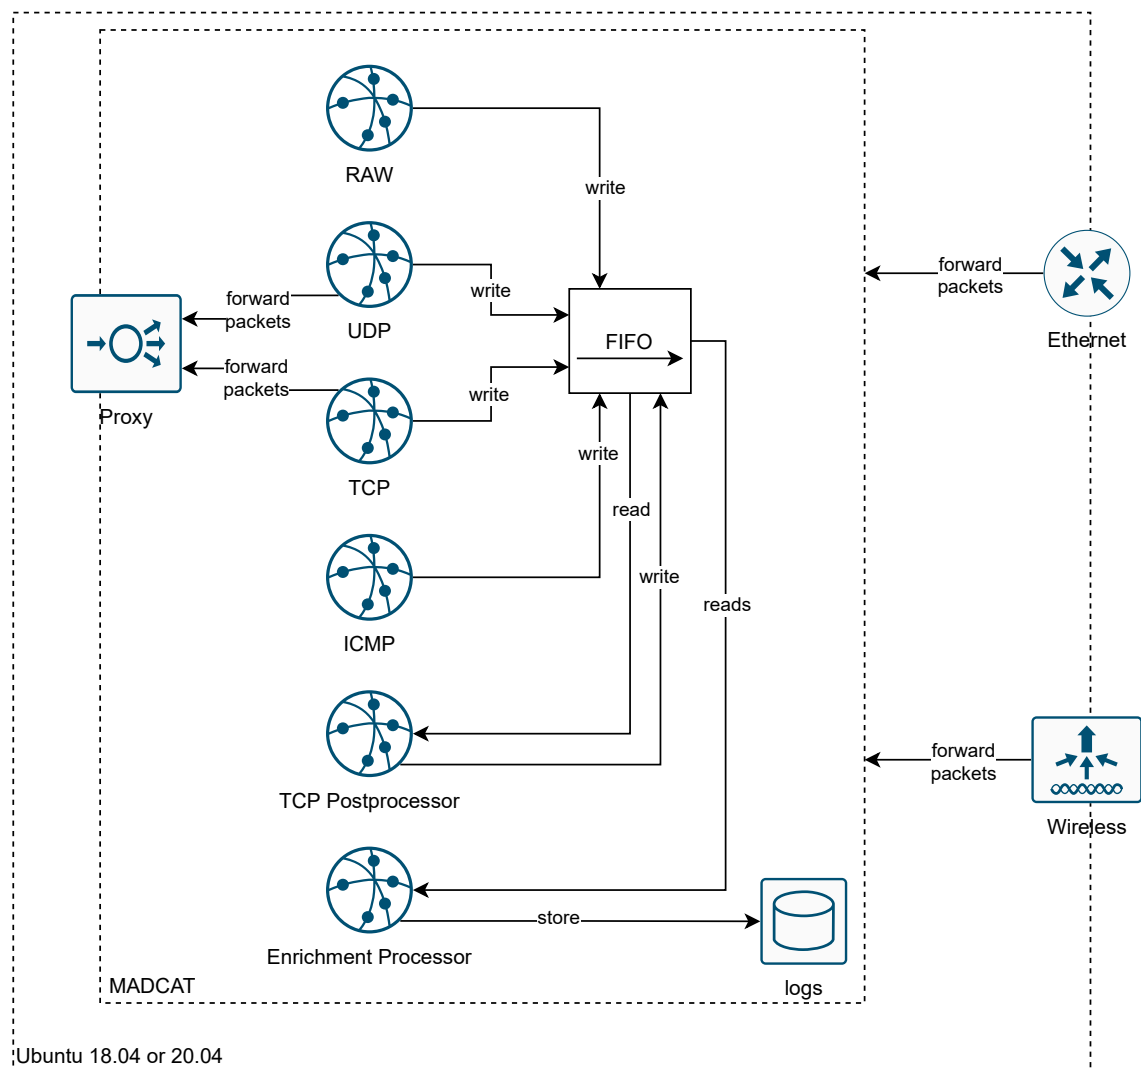 RAW
write
UDP
write
forward
packets
forward
packets
Proxy
FIFO
write
TCP
forward
packets
Ethernet
write
read
write
reads
ICMP
TCP Postprocessor
forward
packets
Wireless
store
Enrichment Processor
logs
MADCAT
Ubuntu 18.04 or 20.04